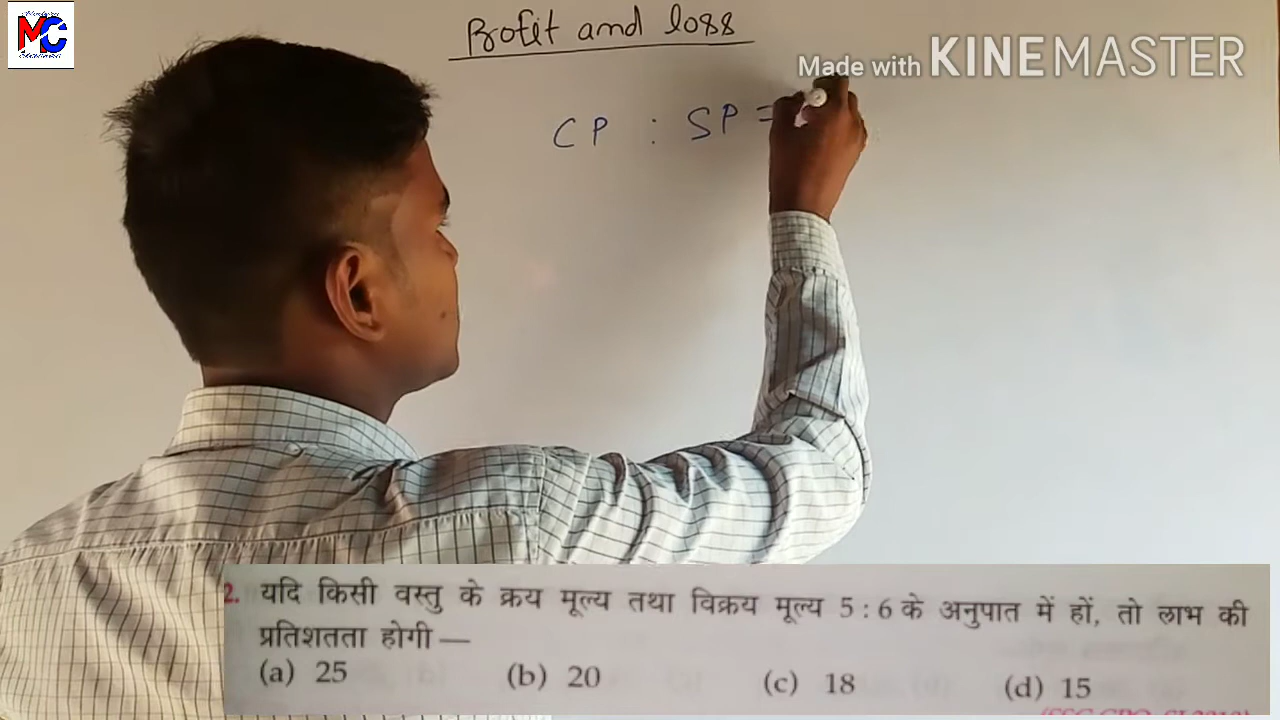 MC
Profit and loss
Made with KINEMASTER
CP : SP =
2. यदि किसी वस्तु के क्रय मूल्य तथा विक्रय मूल्य 5 : 6 के अनुपात में हों, तो लाभ की
प्रतिशतता होगी —
(a) 25 (b) 20 (c) 18 (d) 15